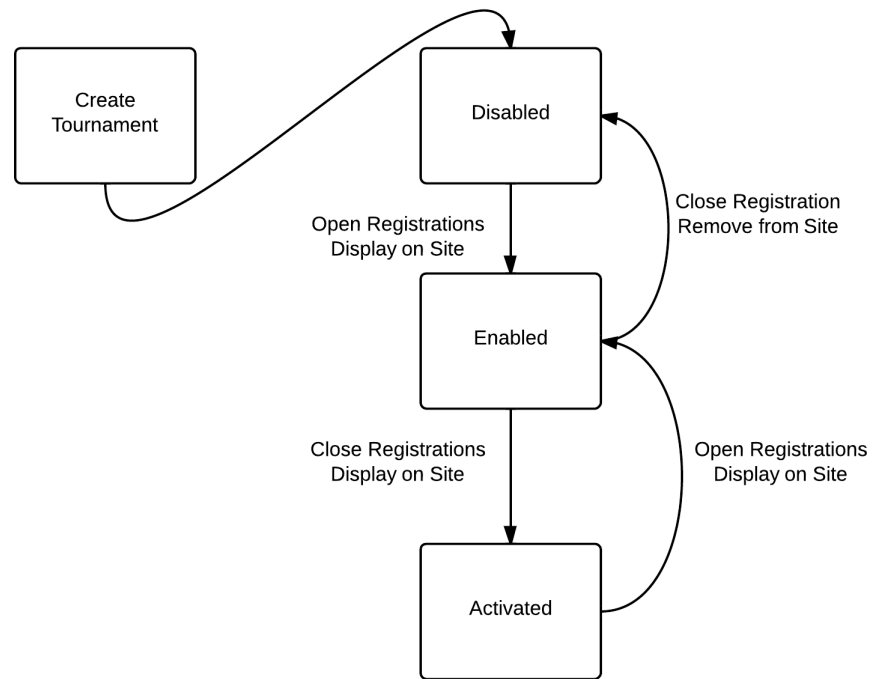 Create
Tournament
Disabled
Open Registrations
Display on Site
Close Registration
Remove from Site
Enabled
Close Registrations
Display on Site
Open Registrations
Display on Site
Activated